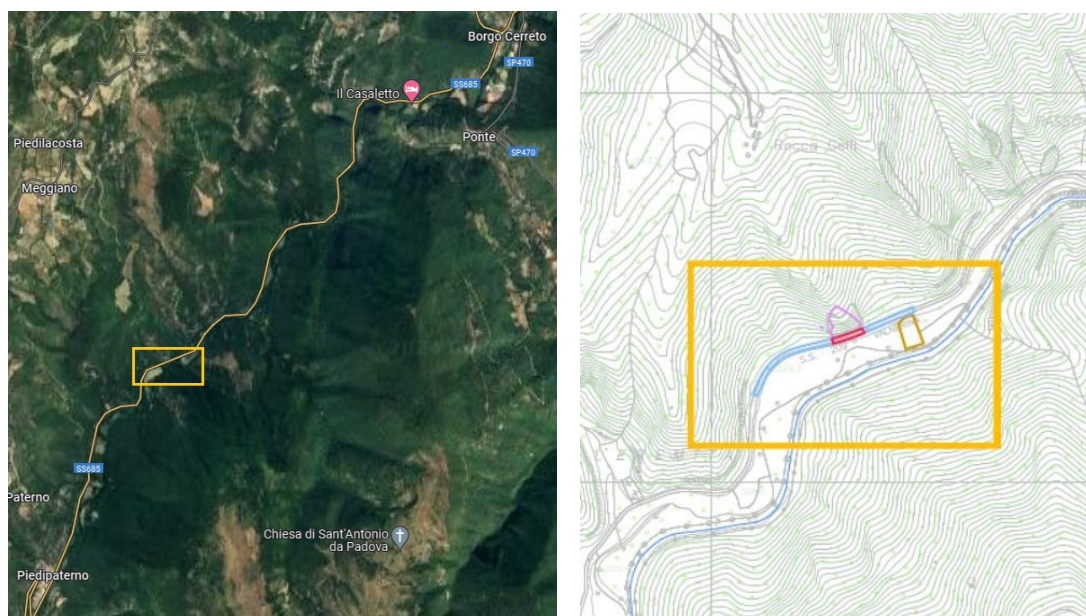 Borgo Cerreto
SP470
SS685
Il Casaletto
Ponte
SP470
Piedilacosta
Meggiano
SS685
Paterno
Chiesa di Sant'Antonio
da Padova
Piedipaterno
Rocca Gelli
S.S.